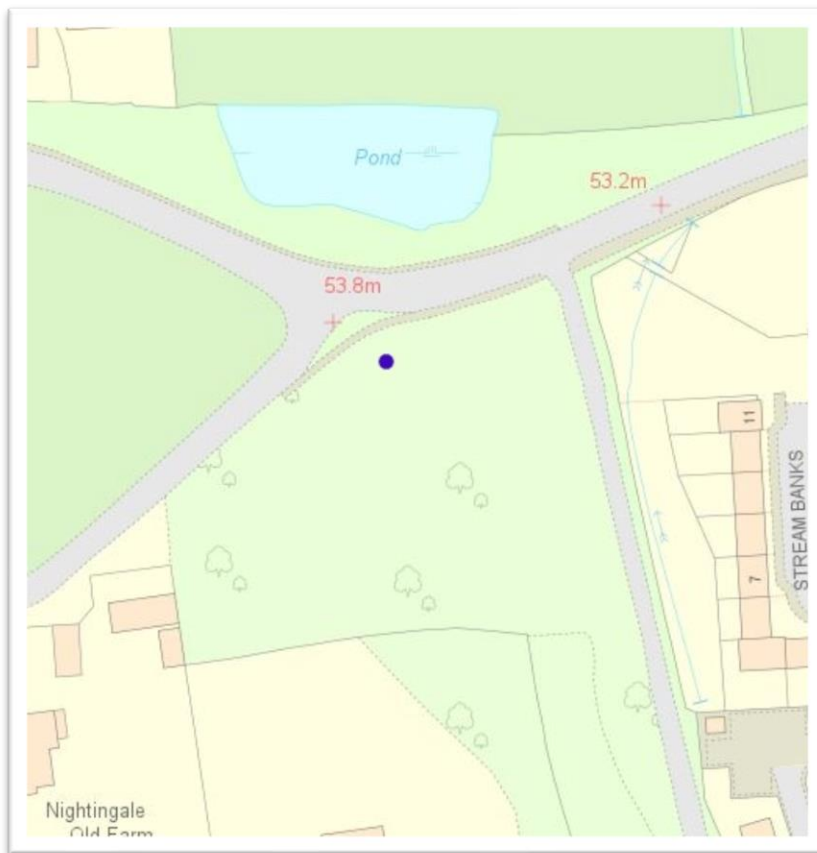 Pond
53.2m
53.8m
11
STREAM BANKS
7
Nightingale
Old Farm